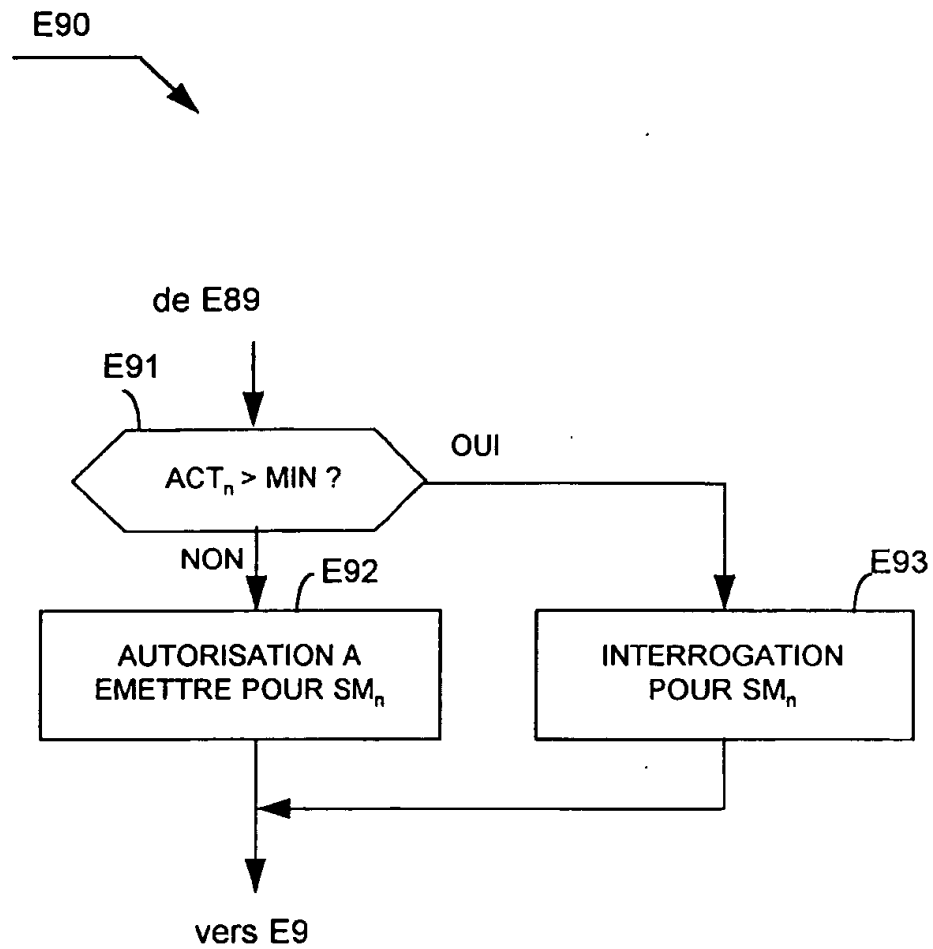 E90
de E89
E91
OUI
ACTₙ > MIN ?
NON
E92
E93
AUTORISATION A
EMETTRE POUR SMₙ
INTERROGATION
POUR SMₙ
vers E9